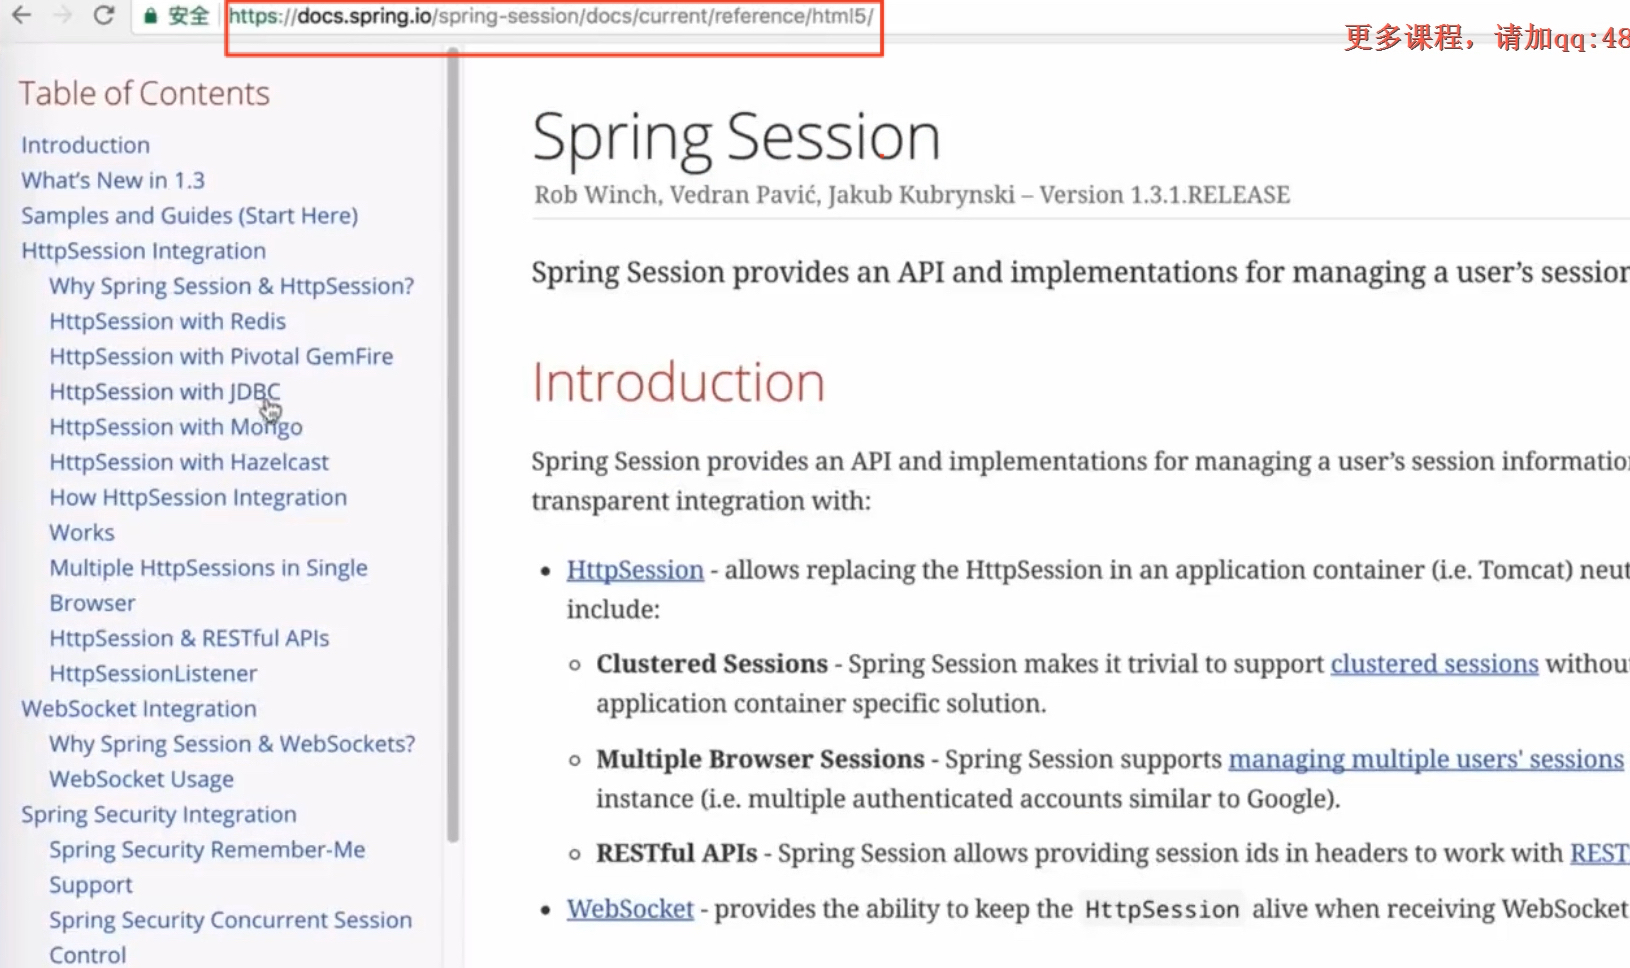 安全 https://docs.spring.io/spring-session/docs/current/reference/html5/
更多课程，请加qq:48
Table of Contents
Introduction
What's New in 1.3
Samples and Guides (Start Here)
HttpSession Integration
Why Spring Session & HttpSession?
HttpSession with Redis
HttpSession with Pivotal GemFire
HttpSession with JDBC
HttpSession with Mongo
HttpSession with Hazelcast
How HttpSession Integration
Works
Multiple HttpSessions in Single
Browser
HttpSession & RESTful APIs
HttpSessionListener
WebSocket Integration
Why Spring Session & WebSockets?
WebSocket Usage
Spring Security Integration
Spring Security Remember-Me
Support
Spring Security Concurrent Session
Control
Spring Session
Rob Winch, Vedran Pavić, Jakub Kubrynski – Version 1.3.1.RELEASE
Spring Session provides an API and implementations for managing a user’s session
Introduction
Spring Session provides an API and implementations for managing a user’s session informatio
transparent integration with:
• HttpSession - allows replacing the HttpSession in an application container (i.e. Tomcat) neut
include:
◦ Clustered Sessions - Spring Session makes it trivial to support clustered sessions withou
application container specific solution.
◦ Multiple Browser Sessions - Spring Session supports managing multiple users' sessions
instance (i.e. multiple authenticated accounts similar to Google).
◦ RESTful APIs - Spring Session allows providing session ids in headers to work with REST
• WebSocket - provides the ability to keep the HttpSession alive when receiving WebSocket